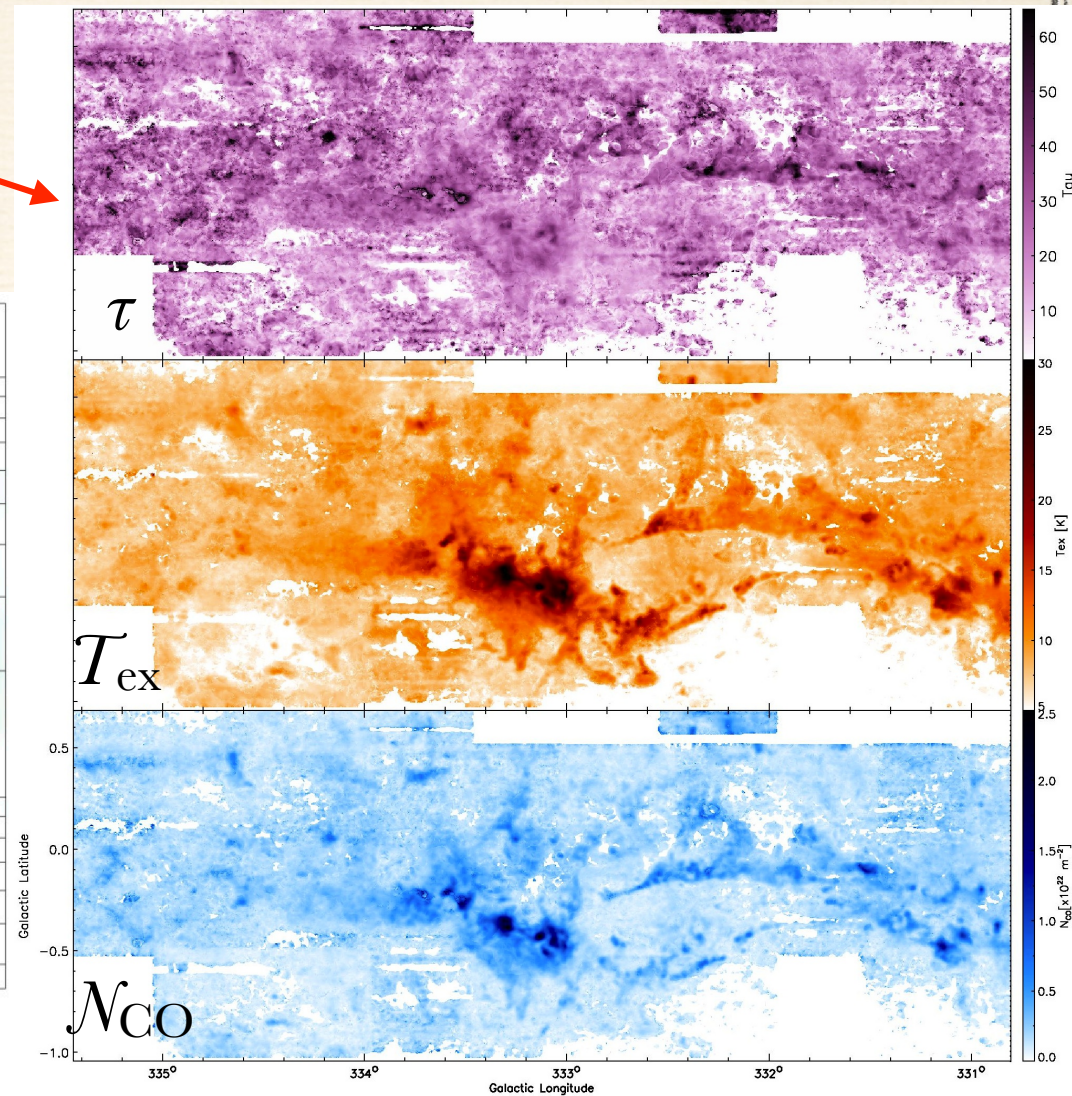 60
50
40
30
20
10
Tau
τ
30
25
20
15
10
5
Tex [K]
Tex
2.5
2.0
1.5
1.0
0.5
0.0
NCO[×10²² m⁻²]
0.5
0.0
−0.5
−1.0
Galactic Latitude
NCO
335° 334° 333° 332° 331°
Galactic Longitude